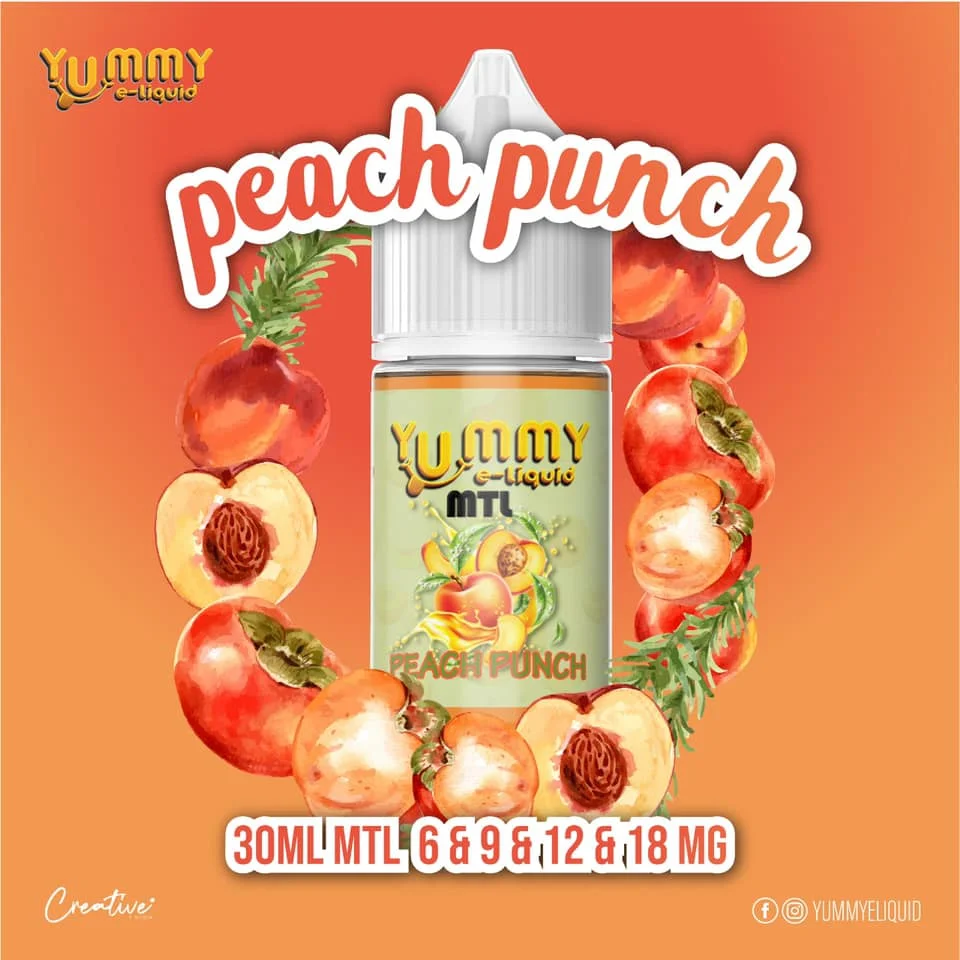 YUMMY
e-liquid
peach punch
YUMMY
e-liquid
MTL
PEACH PUNCH
30ML MTL 6 & 9 & 12 & 18 MG
Creative
YUMMYELIQUID